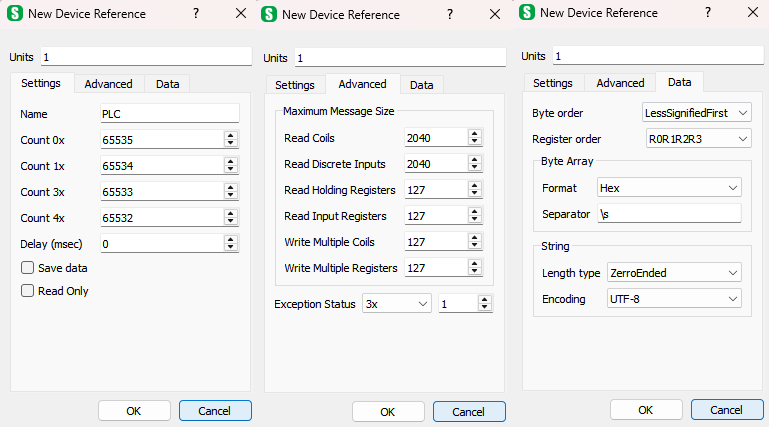 New Device Reference ?
Units 1
Settings Advanced Data
Name PLC
Count 0x 65535
Count 1x 65534
Count 3x 65533
Count 4x 65532
Delay (msec) 0
Save data
Read Only
OK Cancel
New Device Reference ?
Units 1
Settings Advanced Data
Maximum Message Size
Read Coils 2040
Read Discrete Inputs 2040
Read Holding Registers 127
Read Input Registers 127
Write Multiple Coils 127
Write Multiple Registers 127
Exception Status 3x 1
OK Cancel
New Device Reference ?
Units 1
Settings Advanced Data
Byte order LessSignifiedFirst
Register order R0R1R2R3
Byte Array
Format Hex
Separator \s
String
Length type ZerroEnded
Encoding UTF-8
OK Cancel